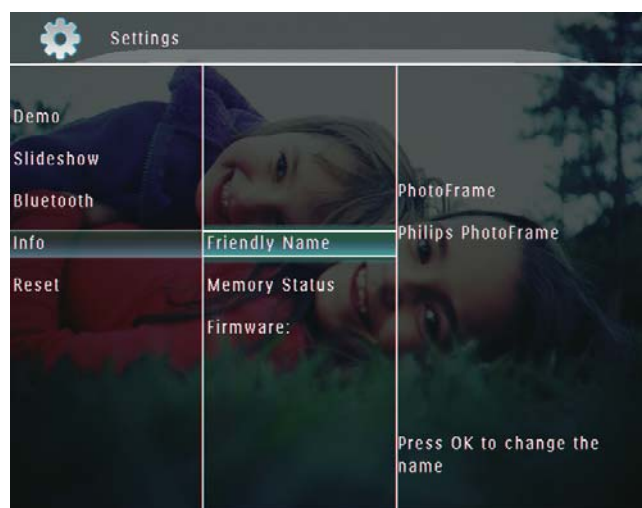 Settings
Demo
Slideshow
Bluetooth
Info
Reset
Friendly Name
Memory Status
Firmware:
PhotoFrame
Philips PhotoFrame
Press OK to change the
name